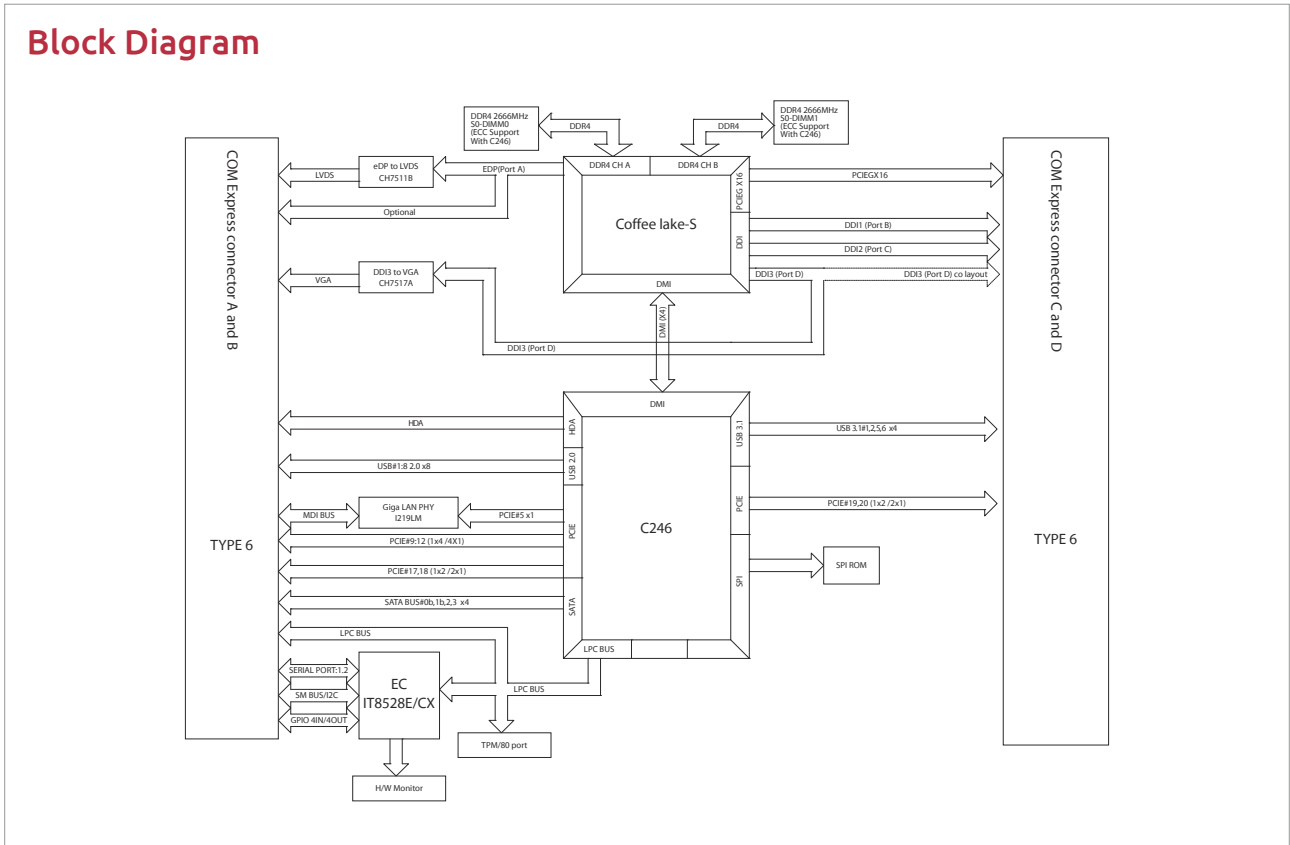 Block Diagram
DDR4 2666MHz
S0-DIMM0
(ECC Support
With C246)
DDR4
DDR4
DDR4 2666MHz
S0-DIMM1
(ECC Support
With C246)
COM Express connector A and B
TYPE 6
COM Express connector C and D
TYPE 6
LVDS
eDP to LVDS
CH7511B
EDP(Port A)
Optional
VGA
DDI3 to VGA
CH7517A
DDR4 CH A
DDR4 CH B
PCIEG X16
Coffee lake-S
DDI
DMI
PCIEGX16
DDI1 (Port B)
DDI2 (Port C)
DDI3 (Port D)
DDI3 (Port D) co layout
DMI (X4)
DDI3 (Port D)
DMI
HDA
HDA
USB 3.1
USB 3.1#1,2,5,6 x4
USB#1:8 2.0 x8
USB 2.0
MDI BUS
Giga LAN PHY
I219LM
PCIE#5 x1
PCIE
C246
PCIE
PCIE#19,20 (1x2 /2x1)
PCIE#9:12 (1x4 /4X1)
PCIE#17,18 (1x2 /2x1)
SPI
SPI ROM
SATA BUS#0b,1b,2,3 x4
SATA
LPC BUS
LPC BUS
SERIAL PORT:1.2
SM BUS/I2C
GPIO 4IN/4OUT
EC
IT8528E/CX
LPC BUS
TPM/80 port
H/W Monitor